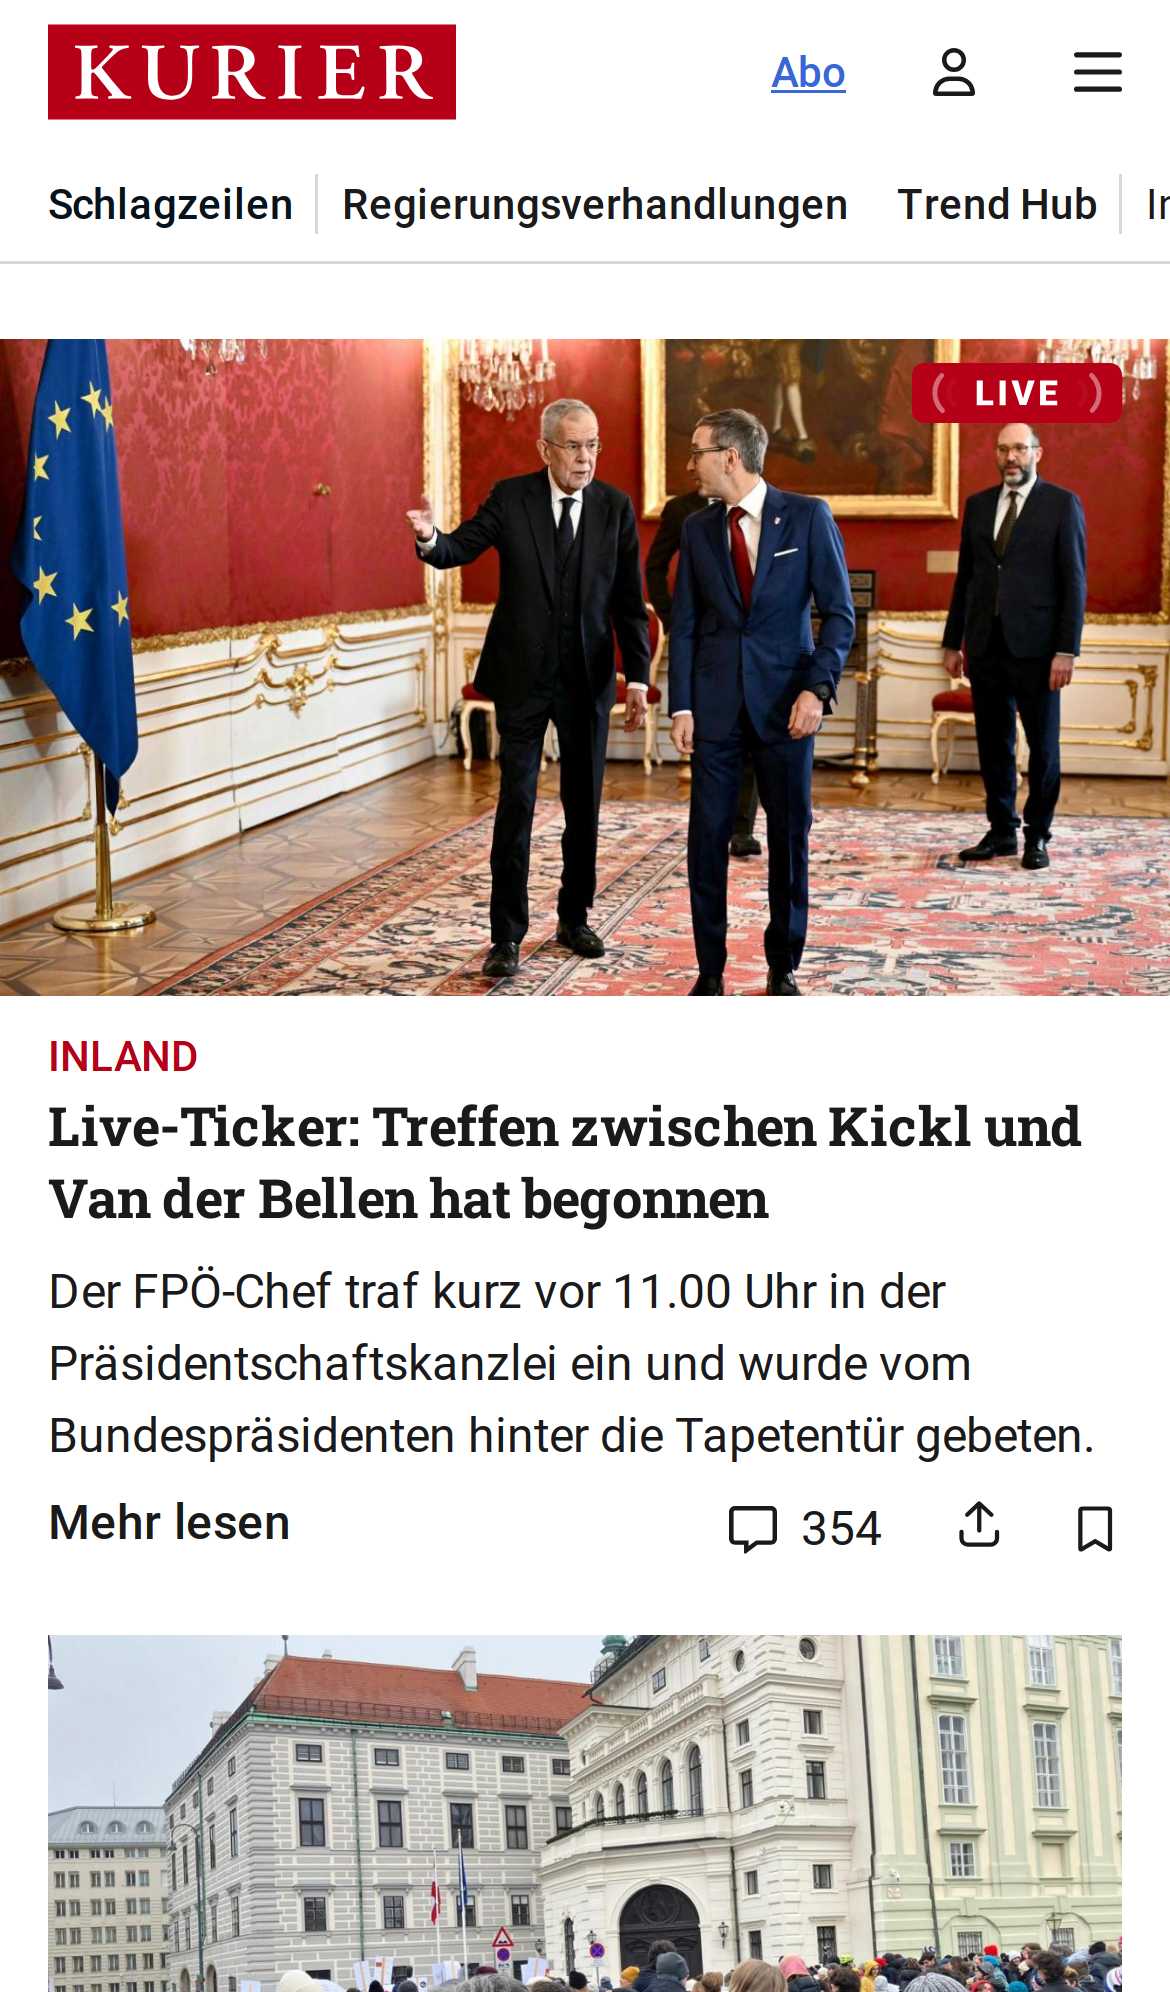 KURIER
Abo
Schlagzeilen
Regierungsverhandlungen
Trend Hub
LIVE
INLAND
Live-Ticker: Treffen zwischen Kickl und
Van der Bellen hat begonnen
Der FPÖ-Chef traf kurz vor 11.00 Uhr in der
Präsidentschaftskanzlei ein und wurde vom
Bundespräsidenten hinter die Tapetentür gebeten.
Mehr lesen
354